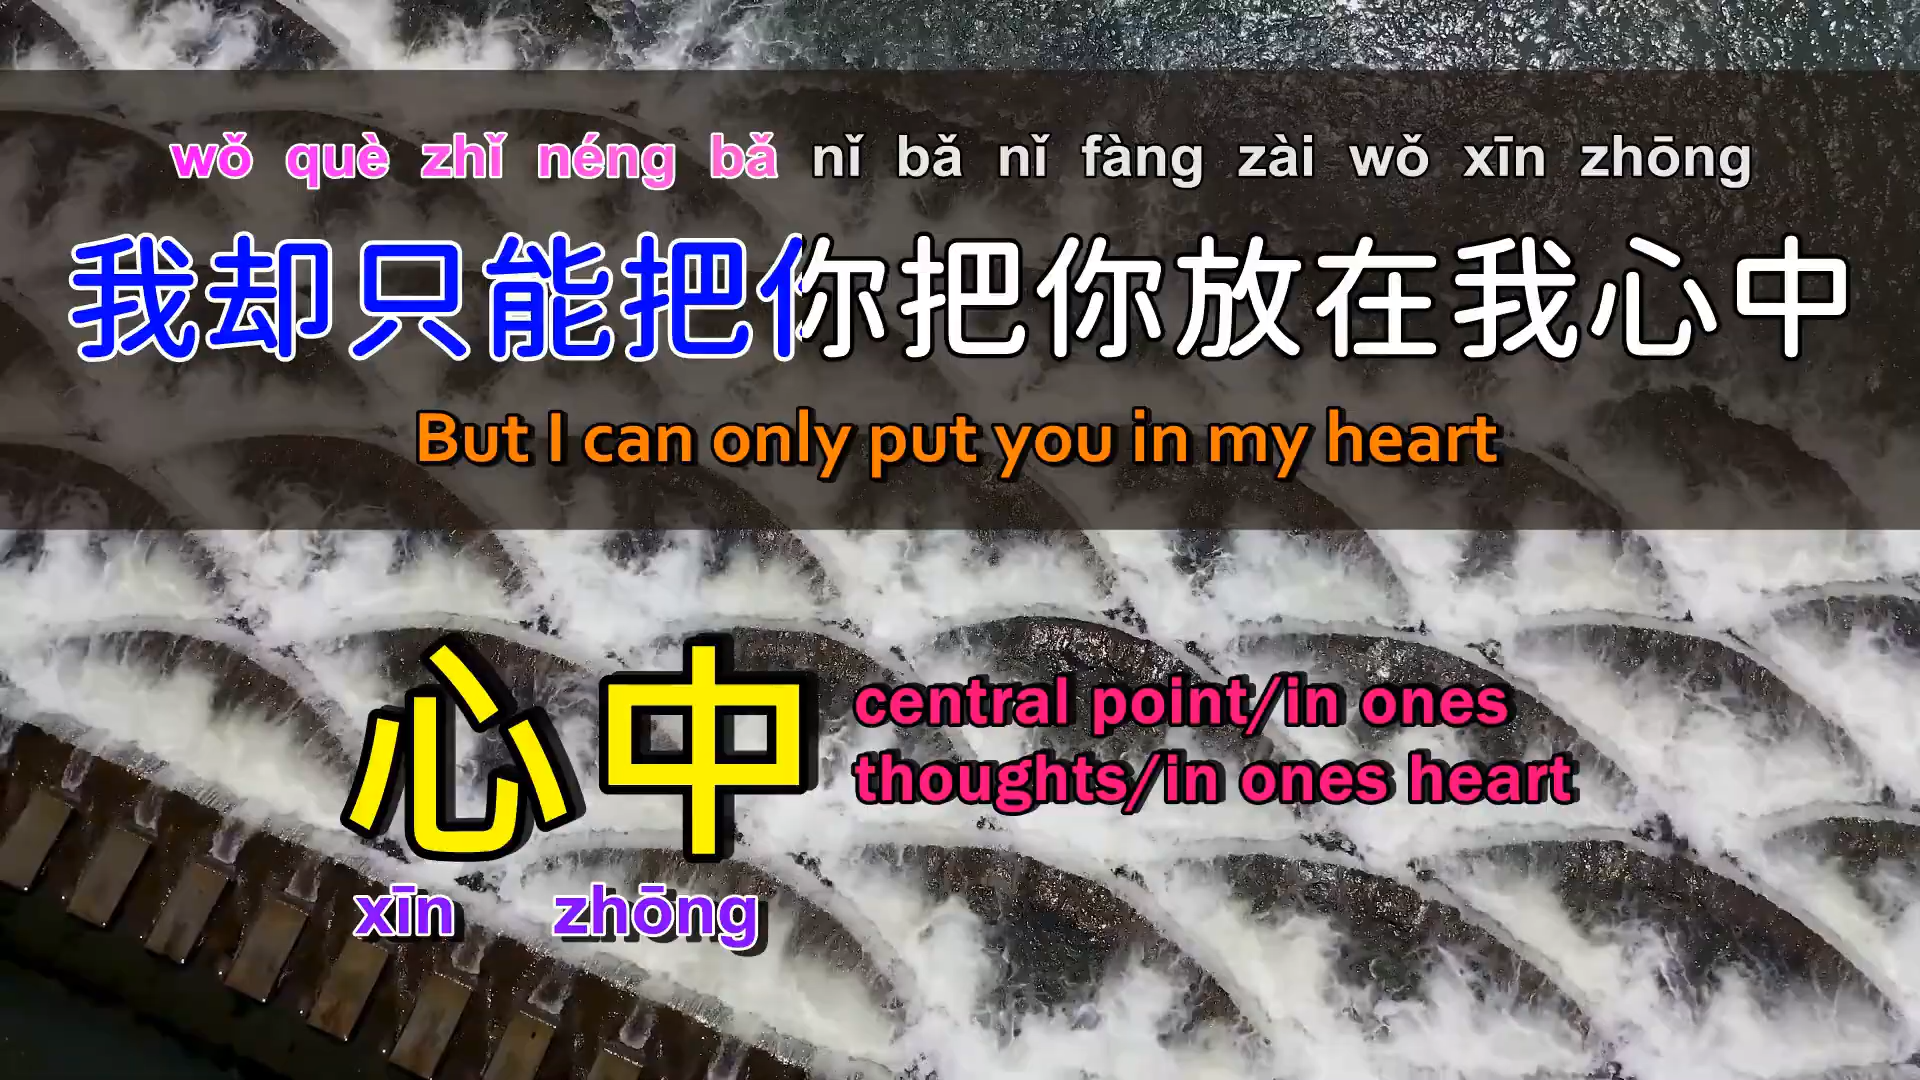 wǒ què zhǐ néng bǎ nǐ bǎ nǐ fàng zài wǒ xīn zhōng
我却只能把你把你放在我心中
But I can only put you in my heart
心中
central point/in ones
thoughts/in ones heart
xīn zhōng